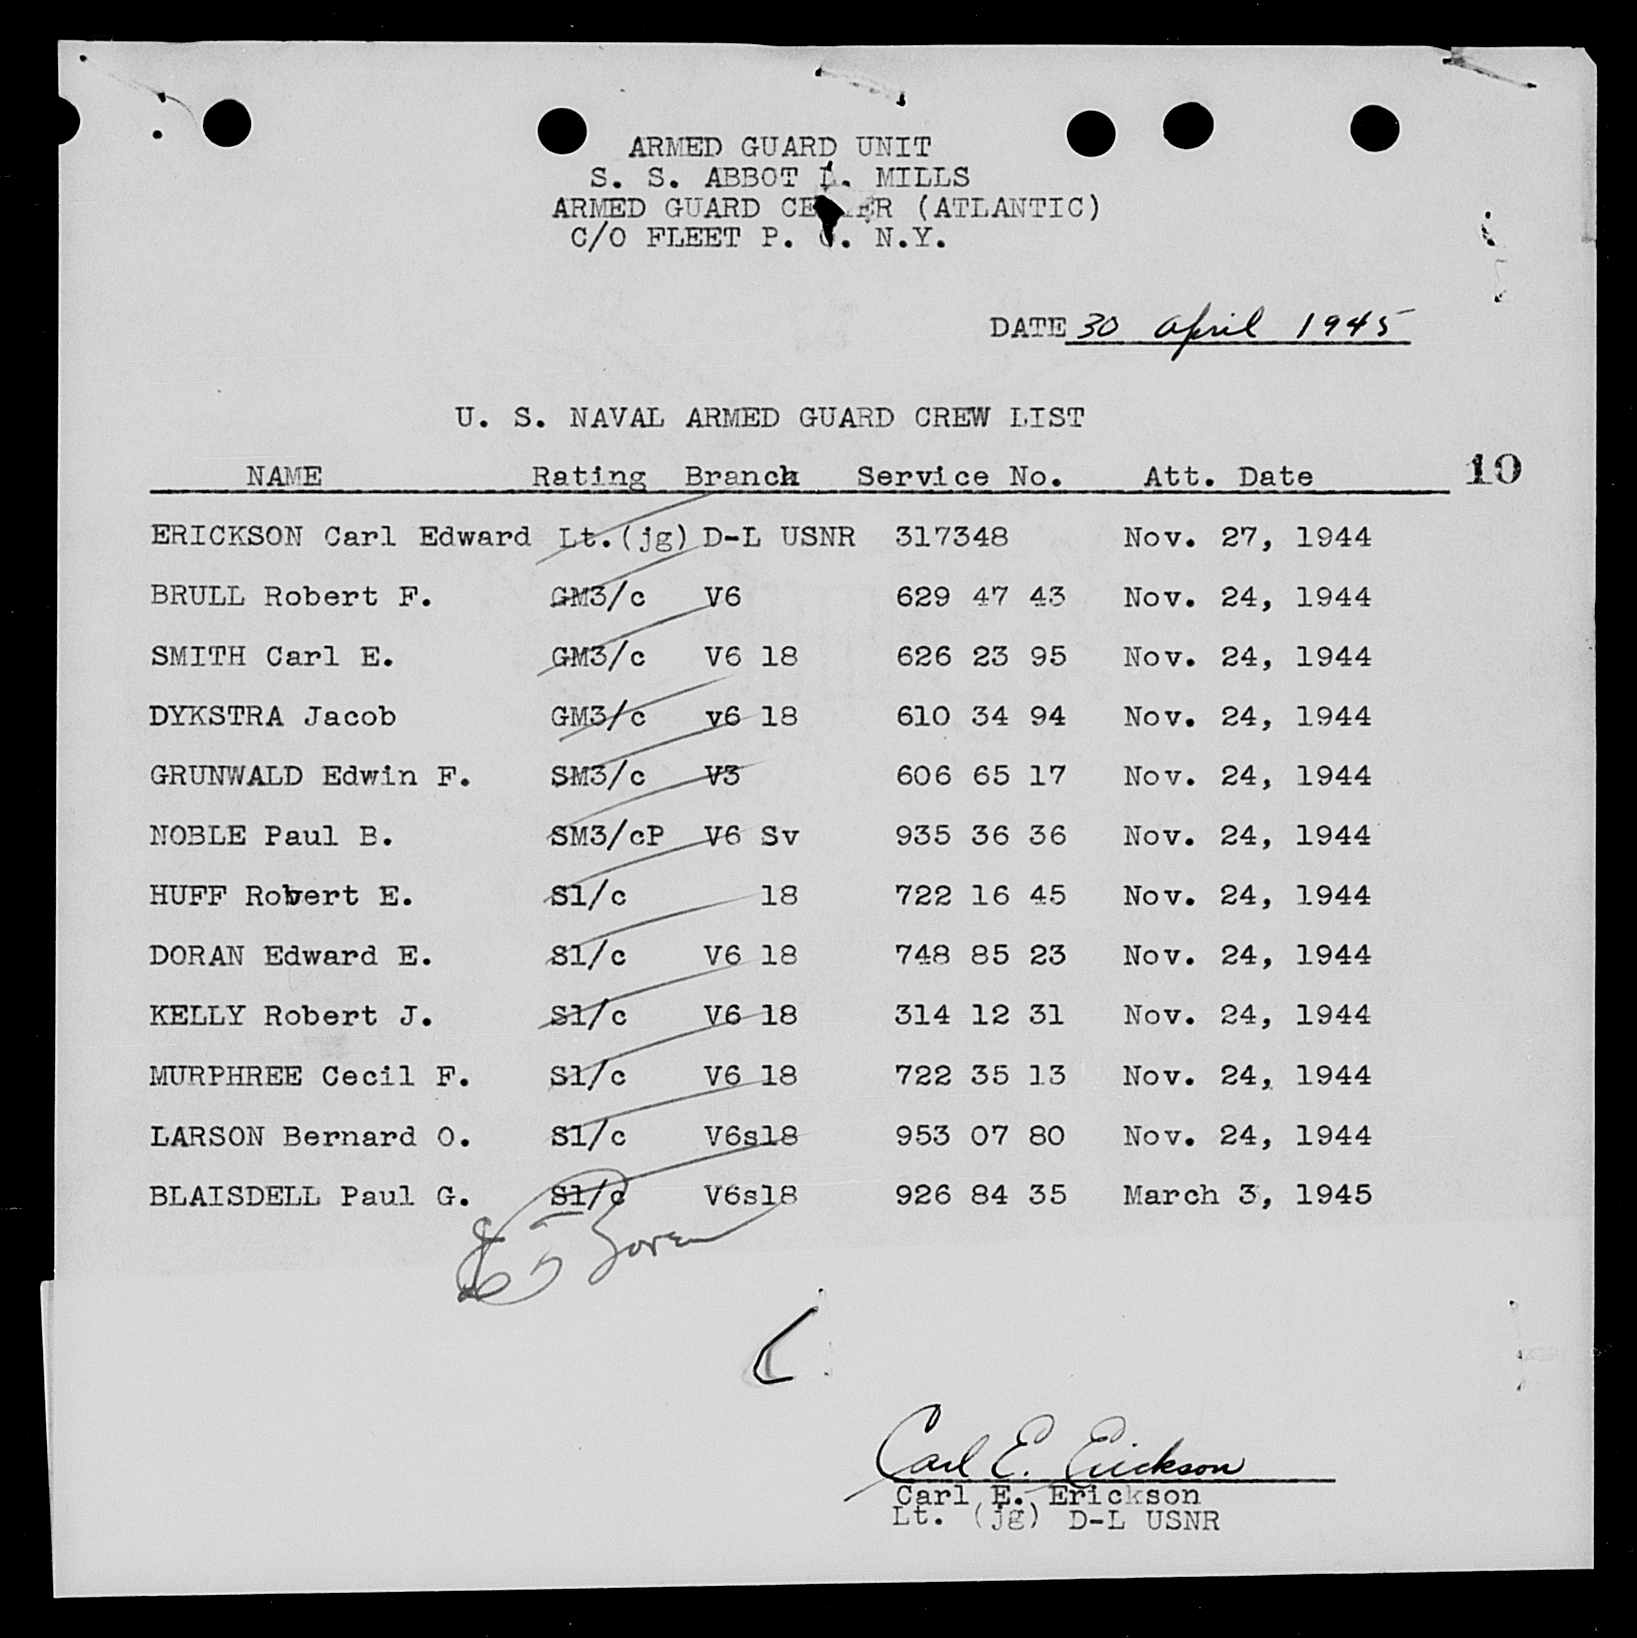 ARMED GUARD UNIT
S. S. ABBOT L. MILLS
ARMED GUARD CENTER (ATLANTIC)
C/O FLEET P. O. N.Y.
DATE 30 April 1945
U. S. NAVAL ARMED GUARD CREW LIST
NAME Rating Branch Service No. Att. Date 10
ERICKSON Carl Edward Lt.(jg) D-L USNR 317348 Nov. 27, 1944
BRULL Robert F. GM3/c V6 629 47 43 Nov. 24, 1944
SMITH Carl E. GM3/c V6 18 626 23 95 Nov. 24, 1944
DYKSTRA Jacob GM3/c v6 18 610 34 94 Nov. 24, 1944
GRUNWALD Edwin F. SM3/c V3 606 65 17 Nov. 24, 1944
NOBLE Paul B. SM3/cP V6 Sv 935 36 36 Nov. 24, 1944
HUFF Robert E. S1/c 18 722 16 45 Nov. 24, 1944
DORAN Edward E. S1/c V6 18 748 85 23 Nov. 24, 1944
KELLY Robert J. S1/c V6 18 314 12 31 Nov. 24, 1944
MURPHREE Cecil F. S1/c V6 18 722 35 13 Nov. 24, 1944
LARSON Bernard O. S1/c V6s18 953 07 80 Nov. 24, 1944
BLAISDELL Paul G. S1/c V6s18 926 84 35 March 3, 1945
Carl E. Erickson
Carl E. Erickson
Lt. (jg) D-L USNR